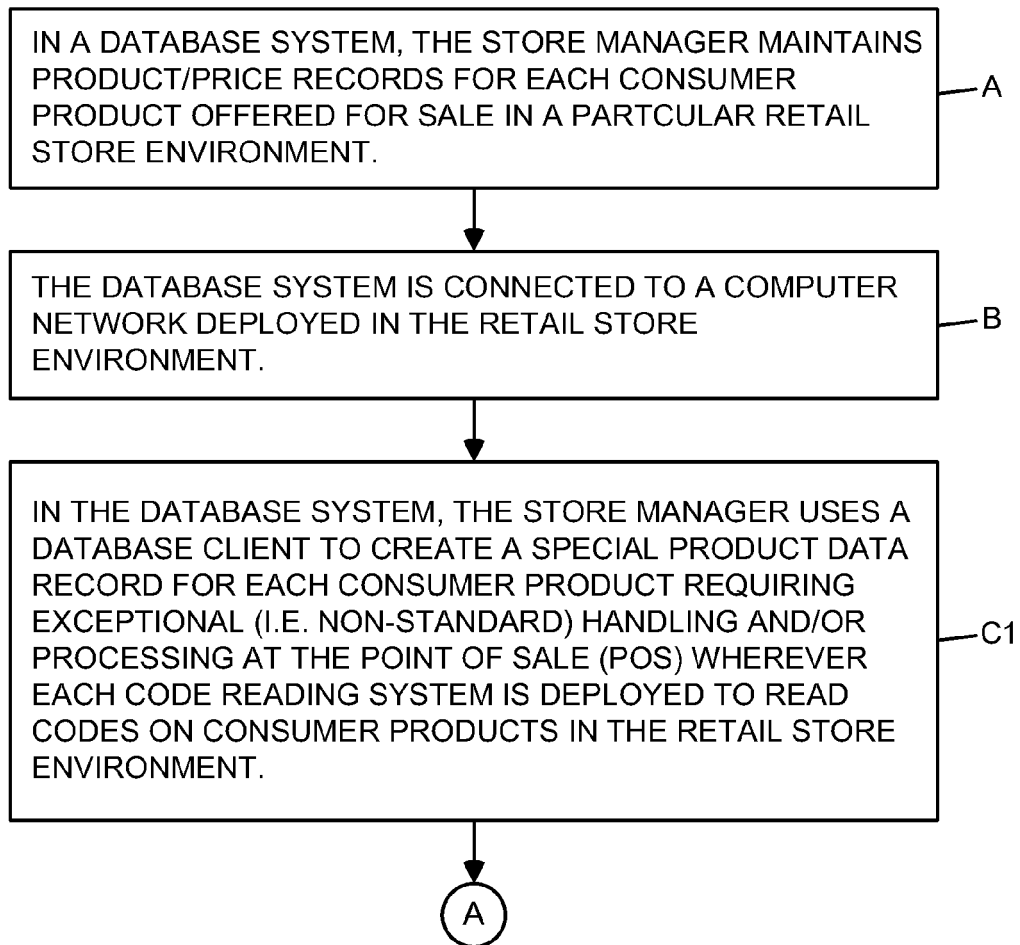 IN A DATABASE SYSTEM, THE STORE MANAGER MAINTAINS
PRODUCT/PRICE RECORDS FOR EACH CONSUMER
PRODUCT OFFERED FOR SALE IN A PARTCULAR RETAIL
STORE ENVIRONMENT.
A
THE DATABASE SYSTEM IS CONNECTED TO A COMPUTER
NETWORK DEPLOYED IN THE RETAIL STORE
ENVIRONMENT.
B
IN THE DATABASE SYSTEM, THE STORE MANAGER USES A
DATABASE CLIENT TO CREATE A SPECIAL PRODUCT DATA
RECORD FOR EACH CONSUMER PRODUCT REQUIRING
EXCEPTIONAL (I.E. NON-STANDARD) HANDLING AND/OR
PROCESSING AT THE POINT OF SALE (POS) WHEREVER
EACH CODE READING SYSTEM IS DEPLOYED TO READ
CODES ON CONSUMER PRODUCTS IN THE RETAIL STORE
ENVIRONMENT.
C1
A